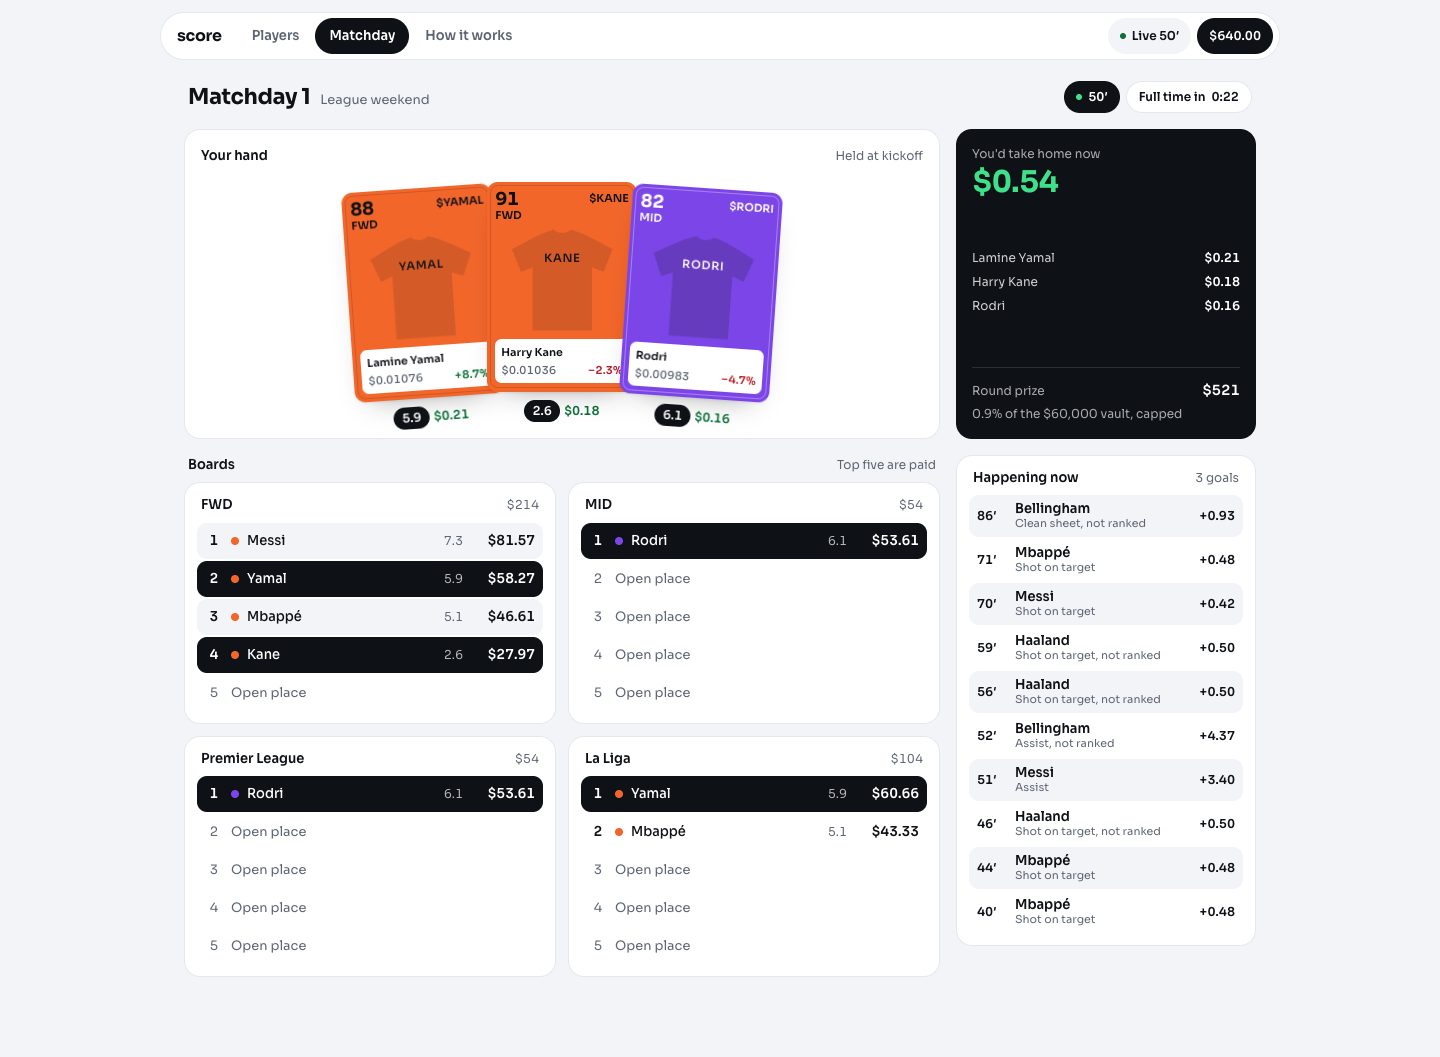 score Players Matchday How it works Live 50′ $640.00
Matchday 1 League weekend 50′ Full time in 0:22
Your hand Held at kickoff
88 $YAMAL
FWD
YAMAL
Lamine Yamal
$0.01076 +8.7%
5.9 $0.21
91 $KANE
FWD
KANE
Harry Kane
$0.01036 −2.3%
2.6 $0.18
82 $RODRI
MID
RODRI
Rodri
$0.00983 −4.7%
6.1 $0.16
You'd take home now
$0.54
Lamine Yamal $0.21
Harry Kane $0.18
Rodri $0.16
Round prize $521
0.9% of the $60,000 vault, capped
Boards Top five are paid
FWD $214
1 Messi 7.3 $81.57
2 Yamal 5.9 $58.27
3 Mbappé 5.1 $46.61
4 Kane 2.6 $27.97
5 Open place
MID $54
1 Rodri 6.1 $53.61
2 Open place
3 Open place
4 Open place
5 Open place
Premier League $54
1 Rodri 6.1 $53.61
2 Open place
3 Open place
4 Open place
5 Open place
La Liga $104
1 Yamal 5.9 $60.66
2 Mbappé 5.1 $43.33
3 Open place
4 Open place
5 Open place
Happening now 3 goals
86′ Bellingham +0.93
Clean sheet, not ranked
71′ Mbappé +0.48
Shot on target
70′ Messi +0.42
Shot on target
59′ Haaland +0.50
Shot on target, not ranked
56′ Haaland +0.50
Shot on target, not ranked
52′ Bellingham +4.37
Assist, not ranked
51′ Messi +3.40
Assist
46′ Haaland +0.50
Shot on target, not ranked
44′ Mbappé +0.48
Shot on target
40′ Mbappé +0.48
Shot on target